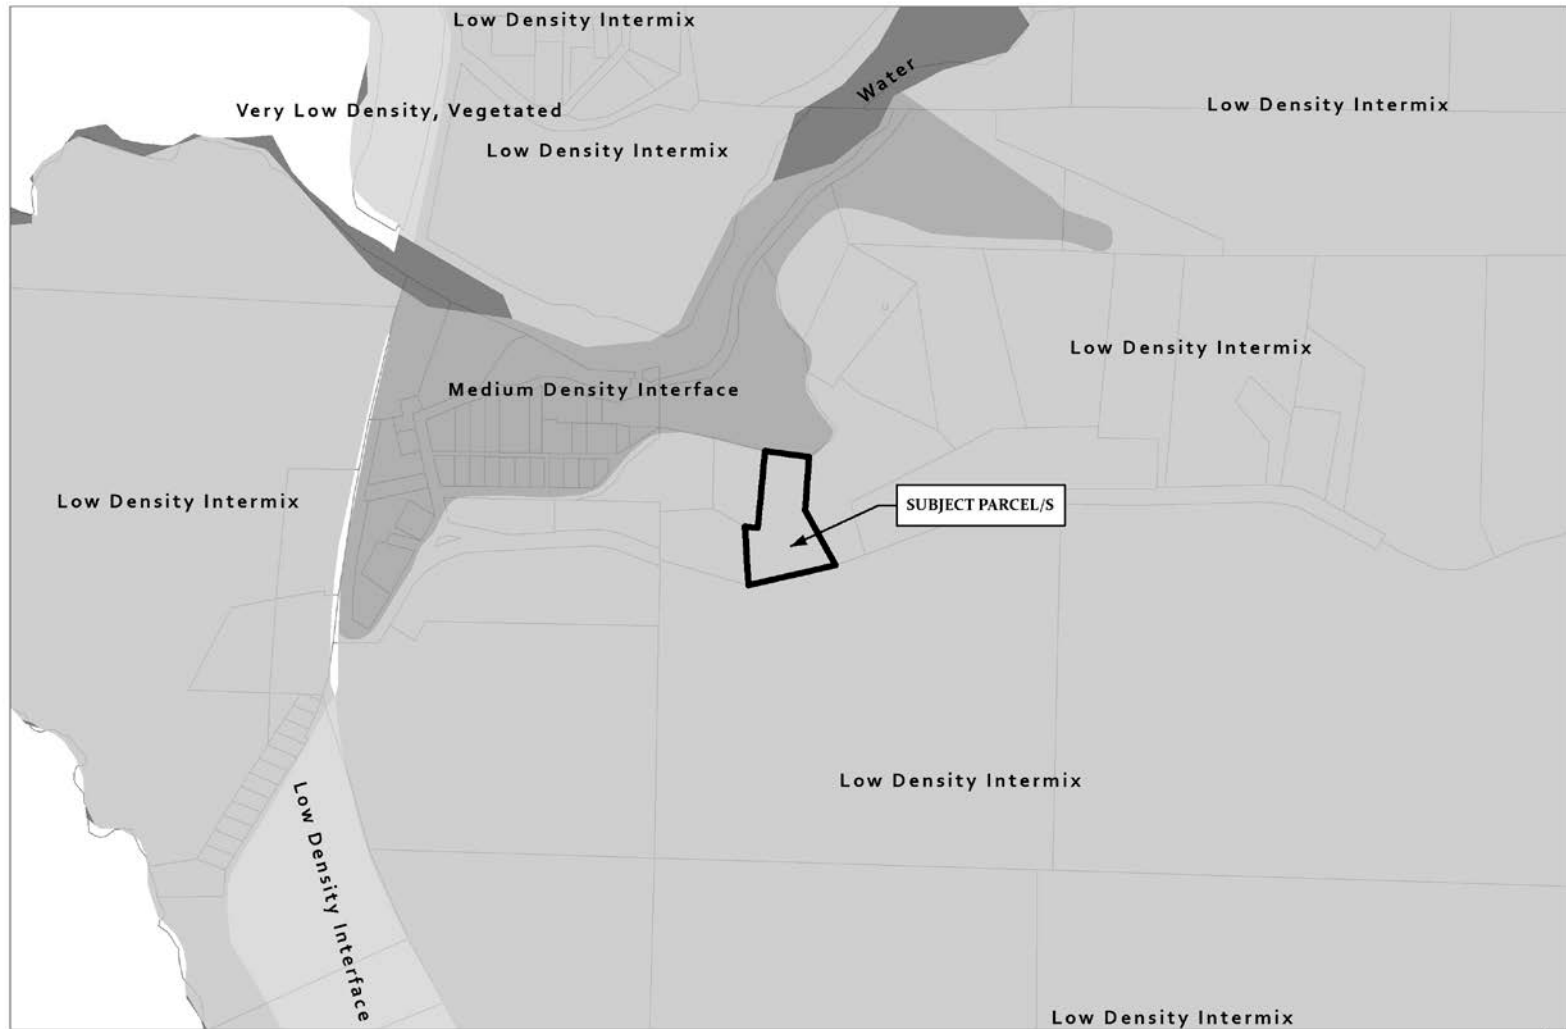 Low Density Intermix
Water
Very Low Density, Vegetated
Low Density Intermix
Low Density Intermix
Low Density Intermix
Medium Density Interface
Low Density Intermix
SUBJECT PARCEL/S
Low Density Intermix
Low Density Interface
Low Density Intermix